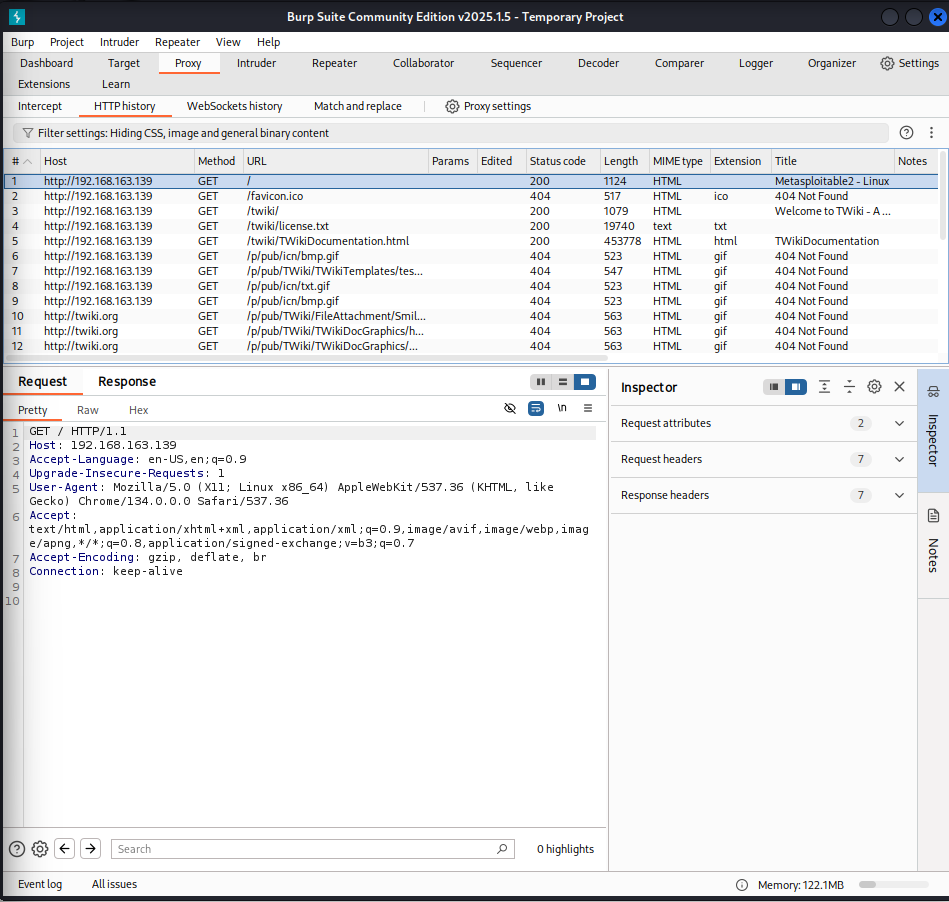 Burp Suite Community Edition v2025.1.5 - Temporary Project
Burp Project Intruder Repeater View Help
Dashboard Target Proxy Intruder Repeater Collaborator Sequencer Decoder Comparer Logger Organizer Settings
Extensions Learn
Intercept HTTP history WebSockets history Match and replace Proxy settings
Filter settings: Hiding CSS, image and general binary content
# Host Method URL Params Edited Status code Length MIME type Extension Title Notes
1 http://192.168.163.139 GET / 200 1124 HTML Metasploitable2 - Linux
2 http://192.168.163.139 GET /favicon.ico 404 517 HTML ico 404 Not Found
3 http://192.168.163.139 GET /twiki/ 200 1079 HTML Welcome to TWiki - A ...
4 http://192.168.163.139 GET /twiki/license.txt 200 19740 text txt
5 http://192.168.163.139 GET /twiki/TWikiDocumentation.html 200 453778 HTML html TWikiDocumentation
6 http://192.168.163.139 GET /p/pub/icn/bmp.gif 404 523 HTML gif 404 Not Found
7 http://192.168.163.139 GET /p/pub/TWiki/TWikiTemplates/tes... 404 547 HTML gif 404 Not Found
8 http://192.168.163.139 GET /p/pub/icn/txt.gif 404 523 HTML gif 404 Not Found
9 http://192.168.163.139 GET /p/pub/icn/bmp.gif 404 523 HTML gif 404 Not Found
10 http://twiki.org GET /p/pub/TWiki/FileAttachment/Smil... 404 563 HTML gif 404 Not Found
11 http://twiki.org GET /p/pub/TWiki/TWikiDocGraphics/h... 404 563 HTML gif 404 Not Found
12 http://twiki.org GET /p/pub/TWiki/TWikiDocGraphics/... 404 563 HTML gif 404 Not Found
Request Response
Pretty Raw Hex \n
1 GET / HTTP/1.1
2 Host: 192.168.163.139
3 Accept-Language: en-US,en;q=0.9
4 Upgrade-Insecure-Requests: 1
5 User-Agent: Mozilla/5.0 (X11; Linux x86_64) AppleWebKit/537.36 (KHTML, like
Gecko) Chrome/134.0.0.0 Safari/537.36
6 Accept:
text/html,application/xhtml+xml,application/xml;q=0.9,image/avif,image/webp,imag
e/apng,*/*;q=0.8,application/signed-exchange;v=b3;q=0.7
7 Accept-Encoding: gzip, deflate, br
8 Connection: keep-alive
9
10
Search 0 highlights
Inspector
Request attributes 2
Request headers 7
Response headers 7
Inspector
Notes
Event log All issues Memory: 122.1MB